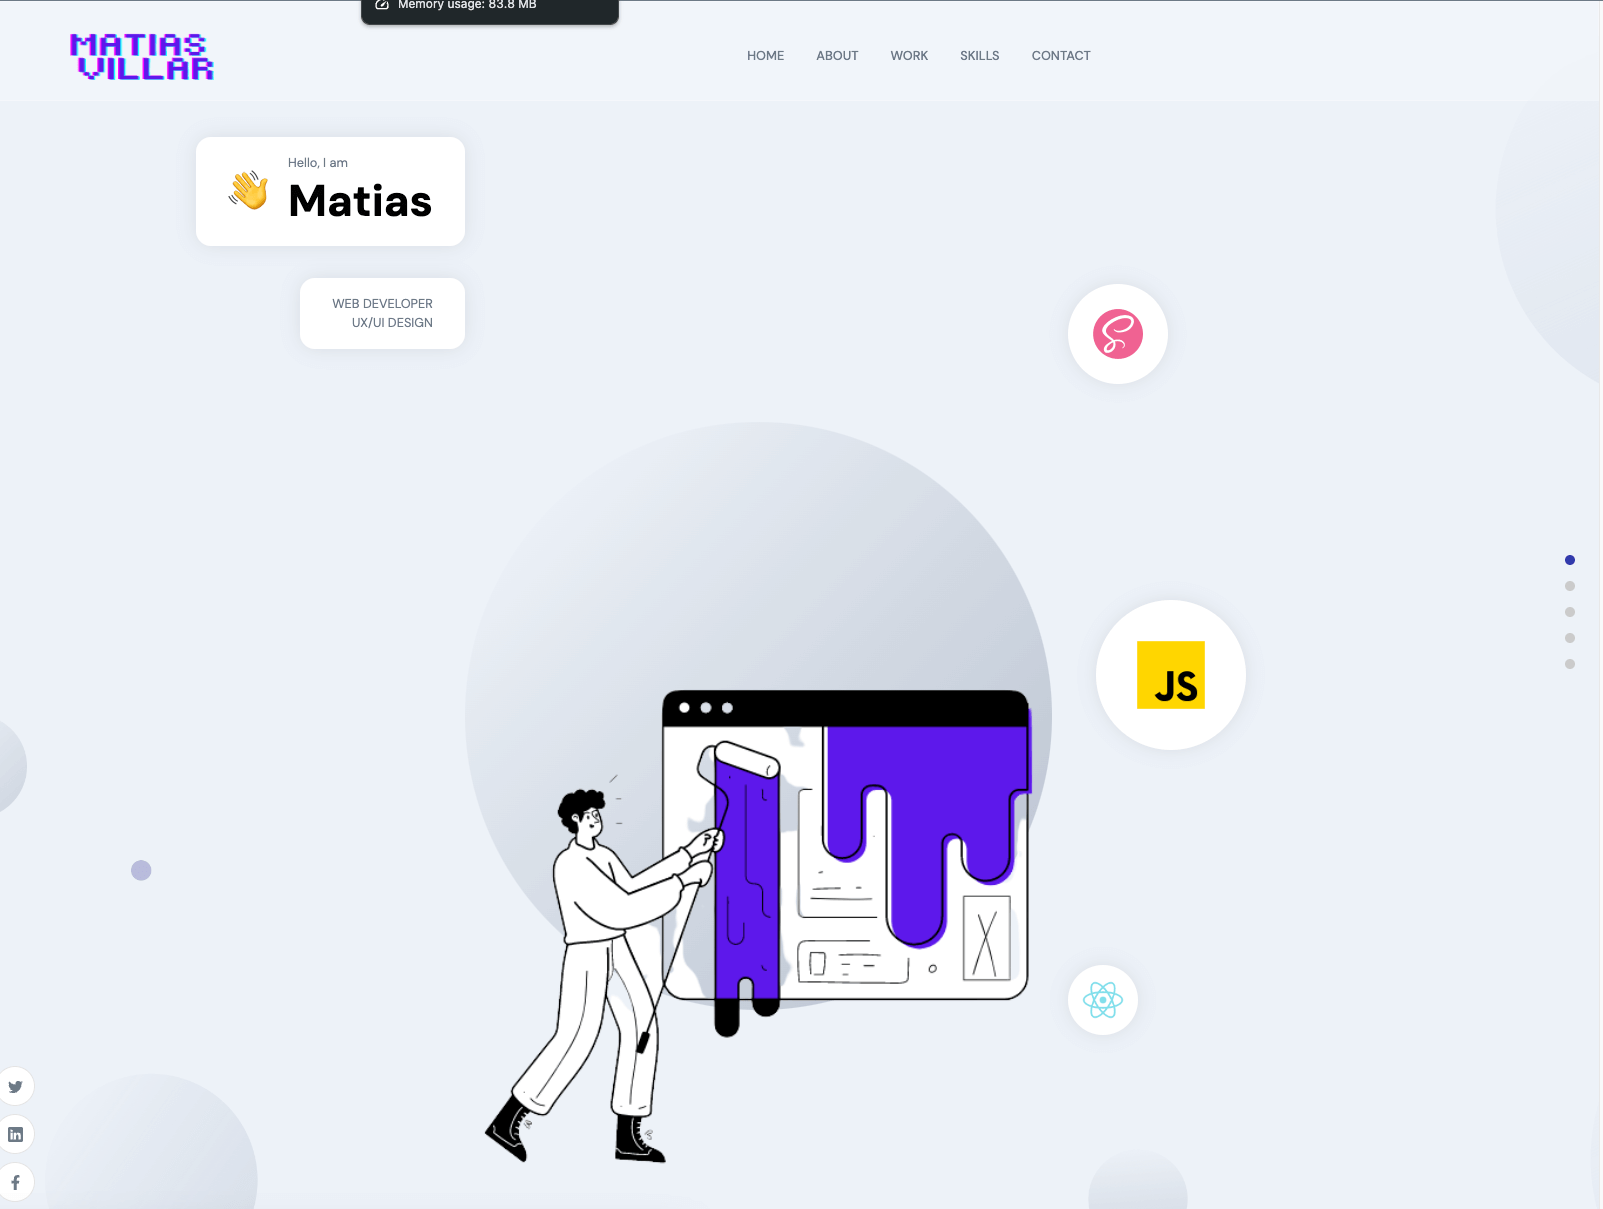 Memory usage: 83.8 MB
MATIAS
VILLAR
HOME ABOUT WORK SKILLS CONTACT
Hello, I am
Matias
WEB DEVELOPER
UX/UI DESIGN
JS
in
f